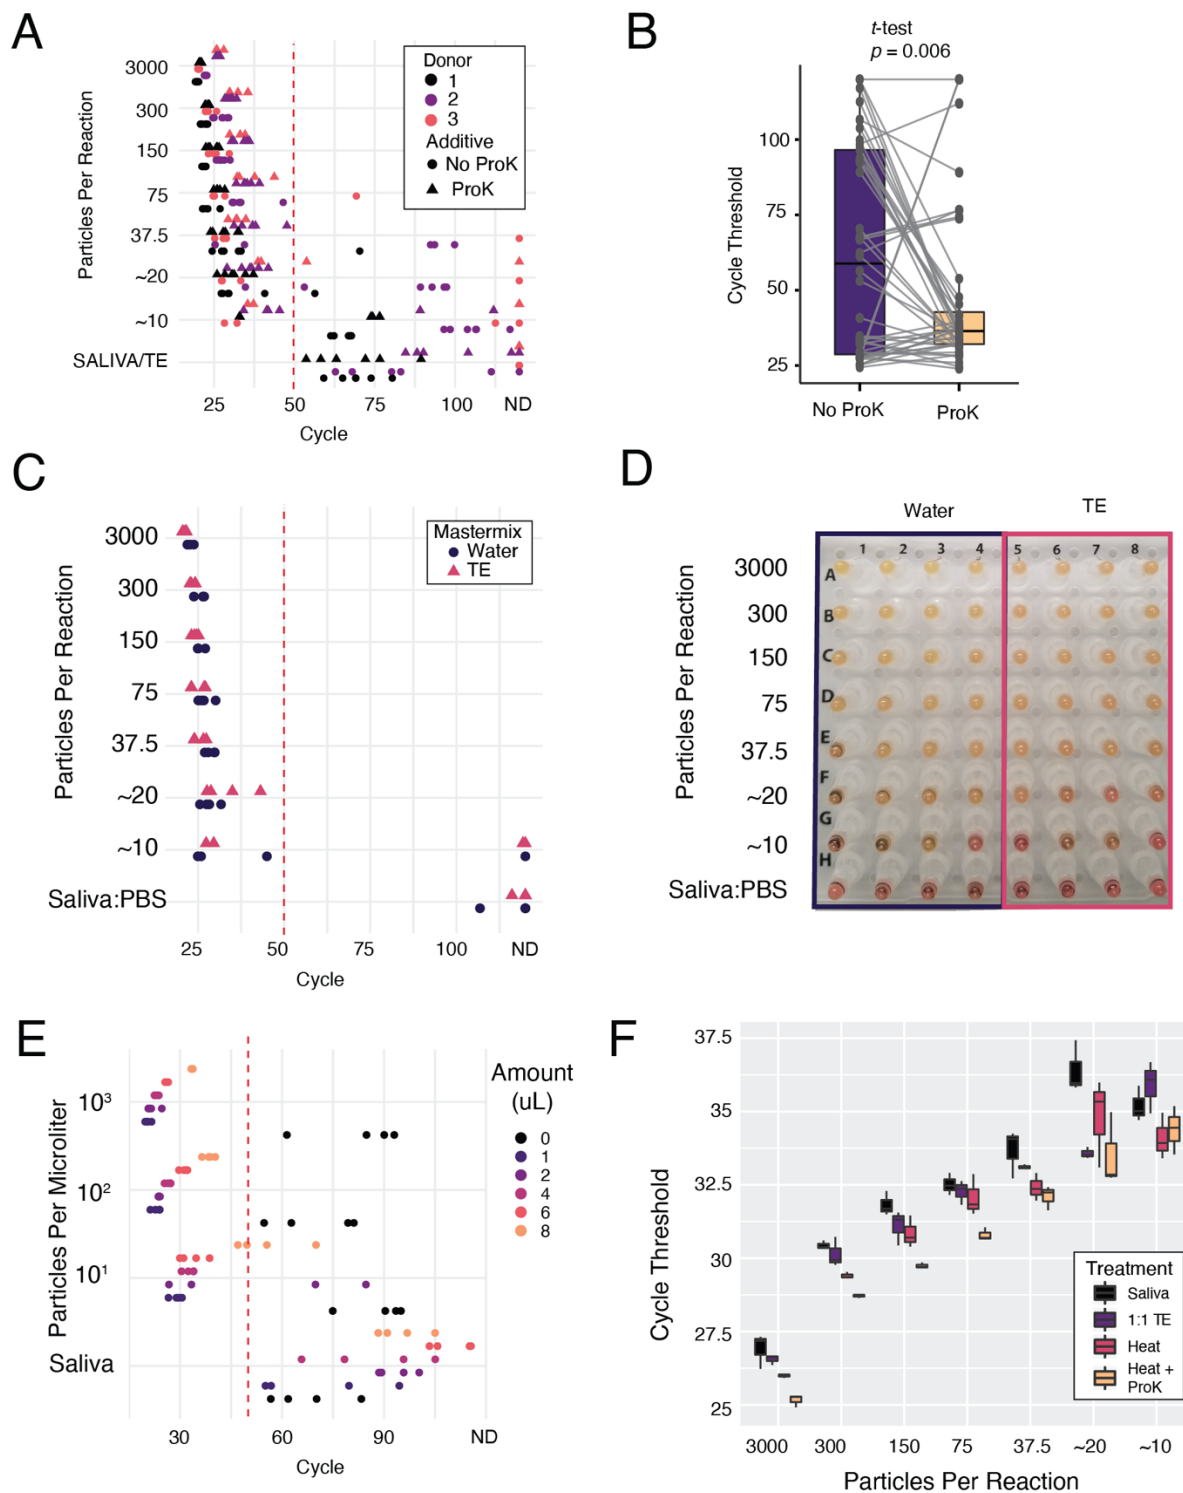 A
Donor
1
2
3
Additive
No ProK
ProK
Particles Per Reaction
3000
300
150
75
37.5
~20
~10
SALIVA/TE
25
50
75
100
ND
Cycle
B
t-test
p = 0.006
Cycle Threshold
100
75
50
25
No ProK
ProK
C
Mastermix
Water
TE
Particles Per Reaction
3000
300
150
75
37.5
~20
~10
Saliva:PBS
25
50
75
100
ND
Cycle
D
Water
TE
Particles Per Reaction
3000
300
150
75
37.5
~20
~10
Saliva:PBS
1 2 3 4 5 6 7 8
A
B
C
D
E
F
G
H
E
Amount
(uL)
0
1
2
4
6
8
Particles Per Microliter
10³
10²
10¹
Saliva
30
60
90
ND
Cycle
F
Cycle Threshold
37.5
35
32.5
30
27.5
25
Treatment
Saliva
1:1 TE
Heat
Heat +
ProK
3000
300
150
75
37.5
~20
~10
Particles Per Reaction